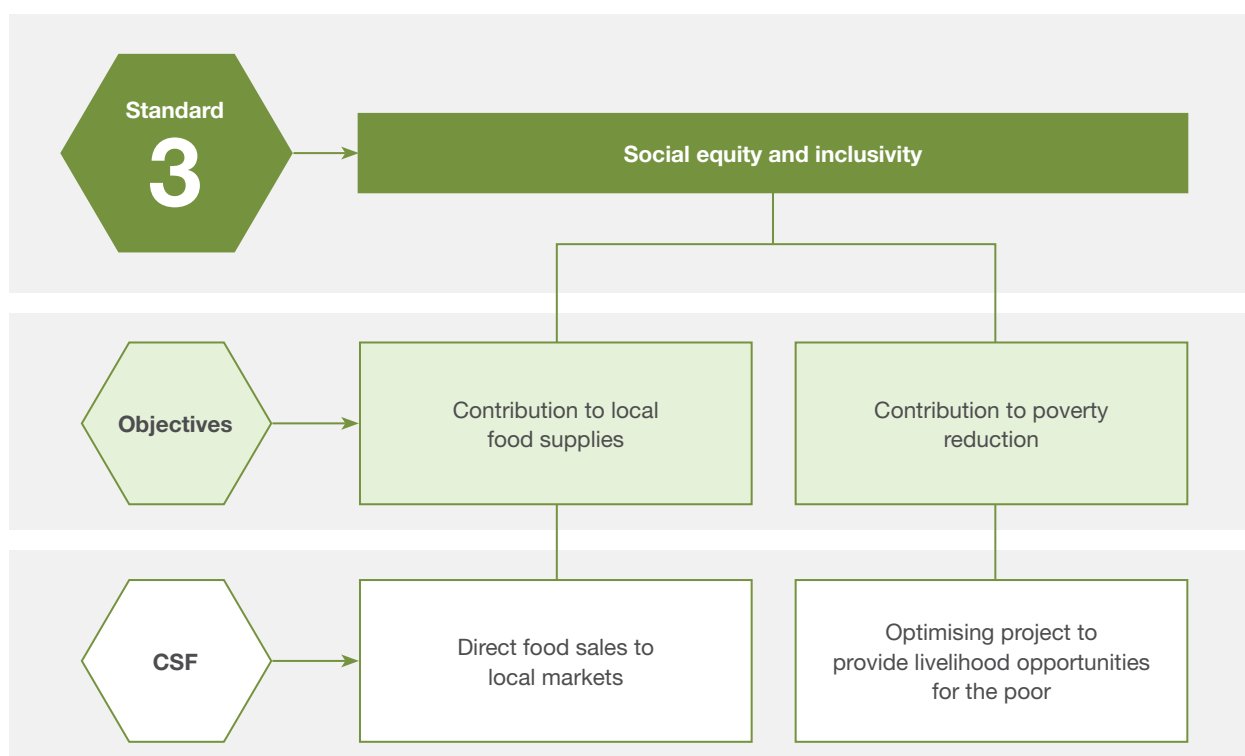 Standard
3
Social equity and inclusivity
Objectives
Contribution to local
food supplies
Contribution to poverty
reduction
CSF
Direct food sales to
local markets
Optimising project to
provide livelihood opportunities
for the poor